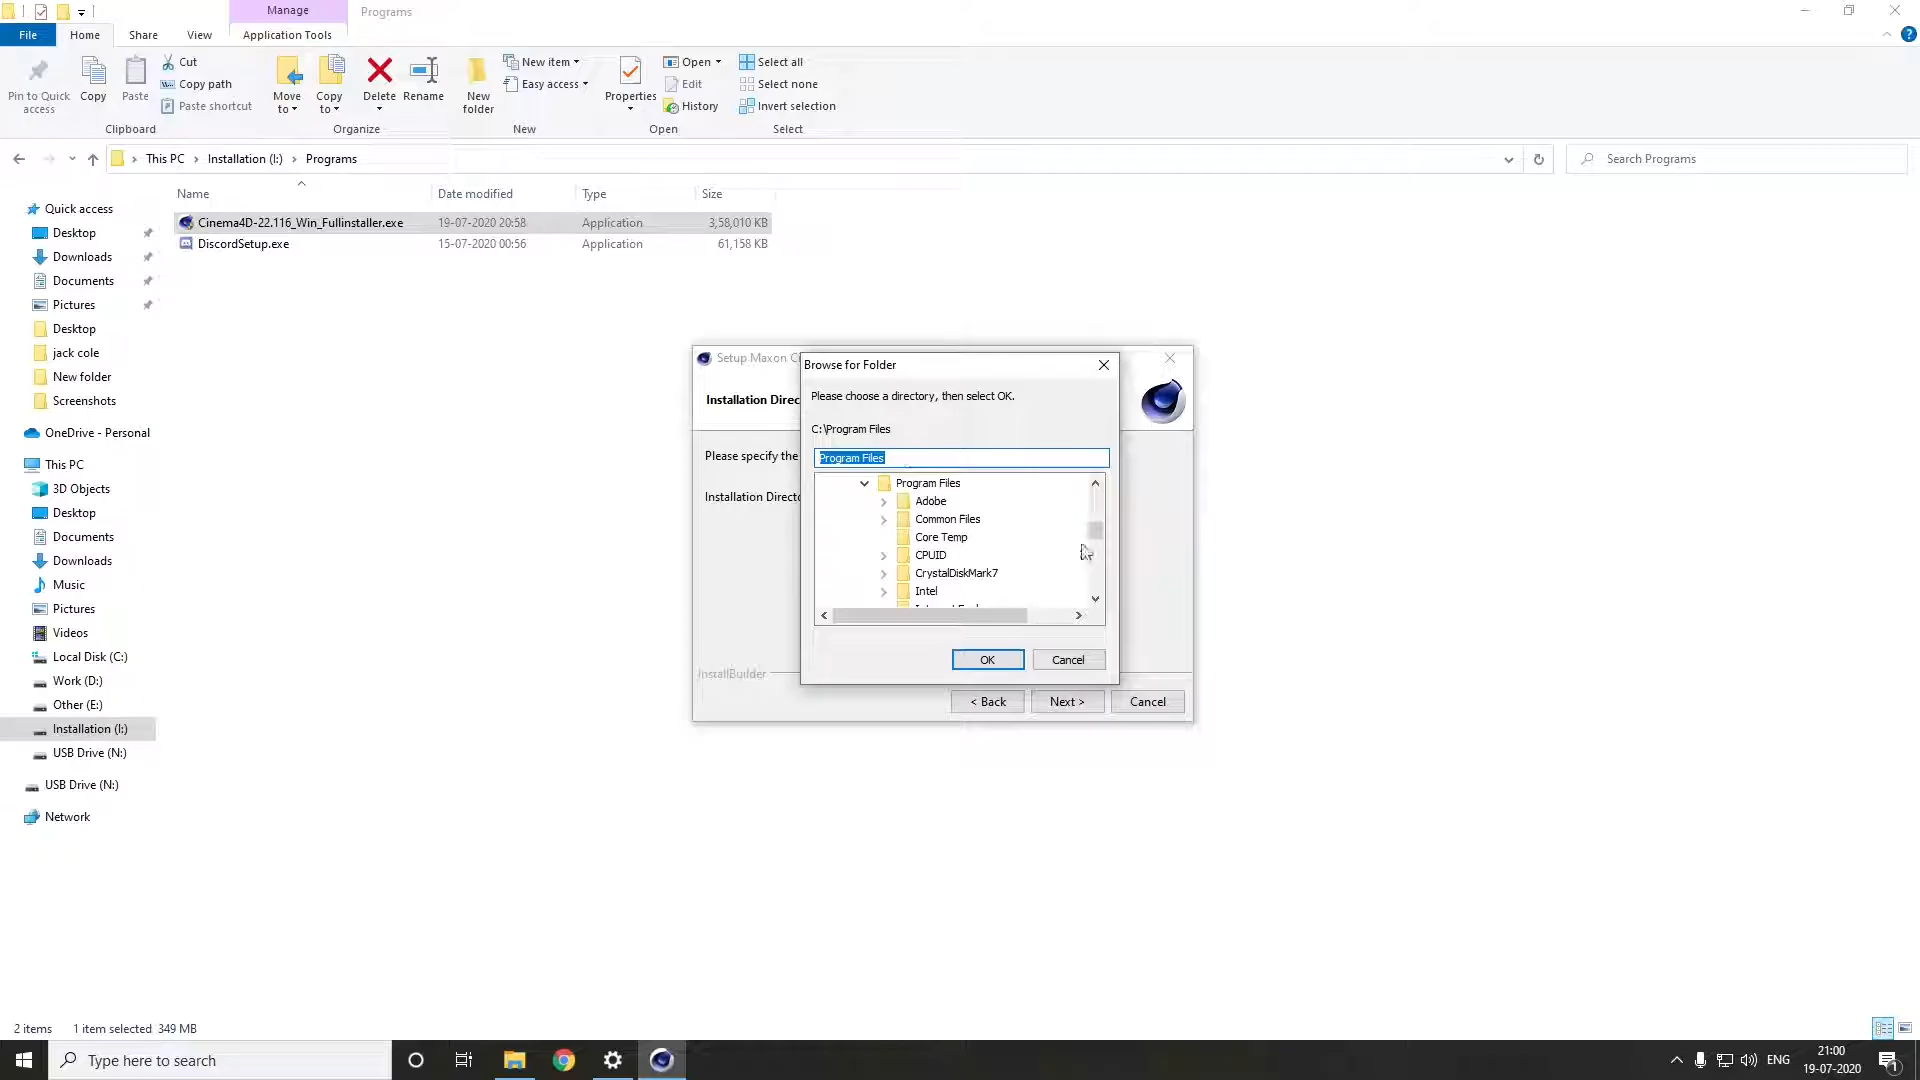 Manage
Programs
File
Home
Share
View
Application Tools
Pin to Quick access
Copy
Paste
Cut
Copy path
Paste shortcut
Clipboard
Move to
Copy to
Delete
Rename
Organize
New folder
New item
Easy access
New
Properties
Open
Edit
History
Open
Select all
Select none
Invert selection
Select
This PC > Installation (I:) > Programs
Search Programs
Name
Date modified
Type
Size
Cinema4D-22.116_Win_Fullinstaller.exe 19-07-2020 20:58 Application 3,58,010 KB
DiscordSetup.exe 15-07-2020 00:56 Application 61,158 KB
Quick access
Desktop
Downloads
Documents
Pictures
Desktop
jack cole
New folder
Screenshots
OneDrive - Personal
This PC
3D Objects
Desktop
Documents
Downloads
Music
Pictures
Videos
Local Disk (C:)
Work (D:)
Other (E:)
Installation (I:)
USB Drive (N:)
USB Drive (N:)
Network
Setup Maxon C
Installation Direc
Please specify the
Installation Directo
InstallBuilder
< Back
Next >
Cancel
Browse for Folder
Please choose a directory, then select OK.
C:\Program Files
Program Files
Program Files
Adobe
Common Files
Core Temp
CPUID
CrystalDiskMark7
Intel
OK
Cancel
2 items 1 item selected 349 MB
Type here to search
ENG
21:00
19-07-2020
1